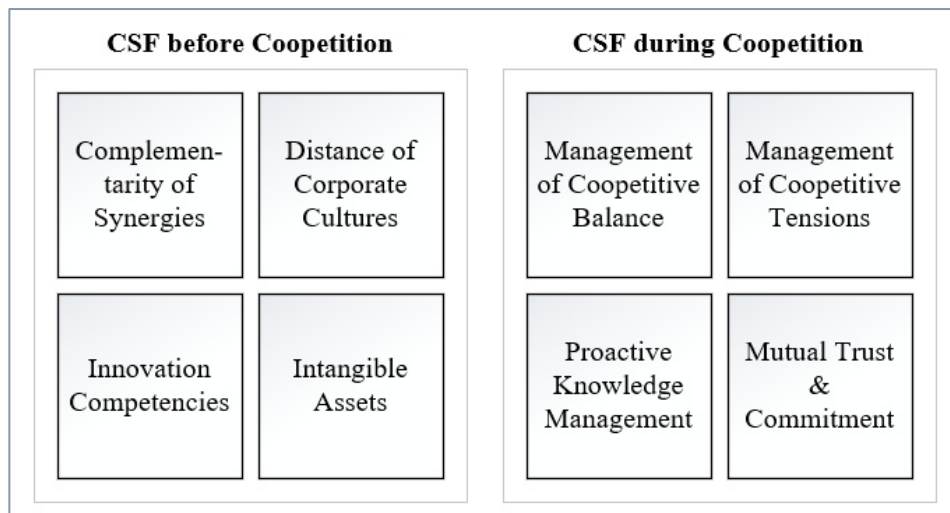 CSF before Coopetition
Complemen-
tarity of
Synergies
Distance of
Corporate
Cultures
Innovation
Competencies
Intangible
Assets
CSF during Coopetition
Management
of Coopetitive
Balance
Management
of Coopetitive
Tensions
Proactive
Knowledge
Management
Mutual Trust
&
Commitment